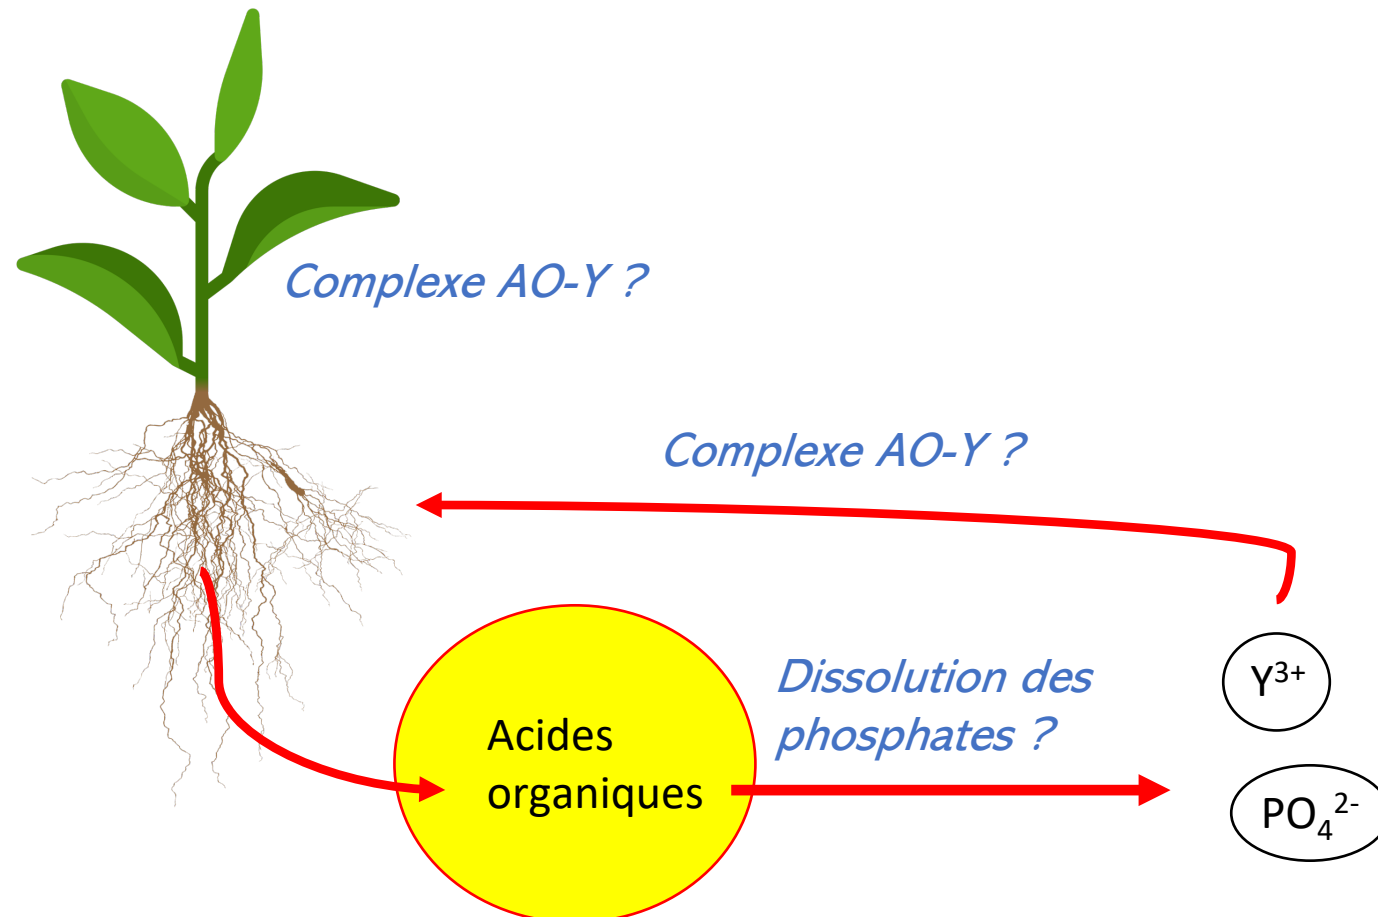 Complexe AO-Y ?
Complexe AO-Y ?
Dissolution des
phosphates ?
Y³⁺
Acides
organiques
PO₄²⁻